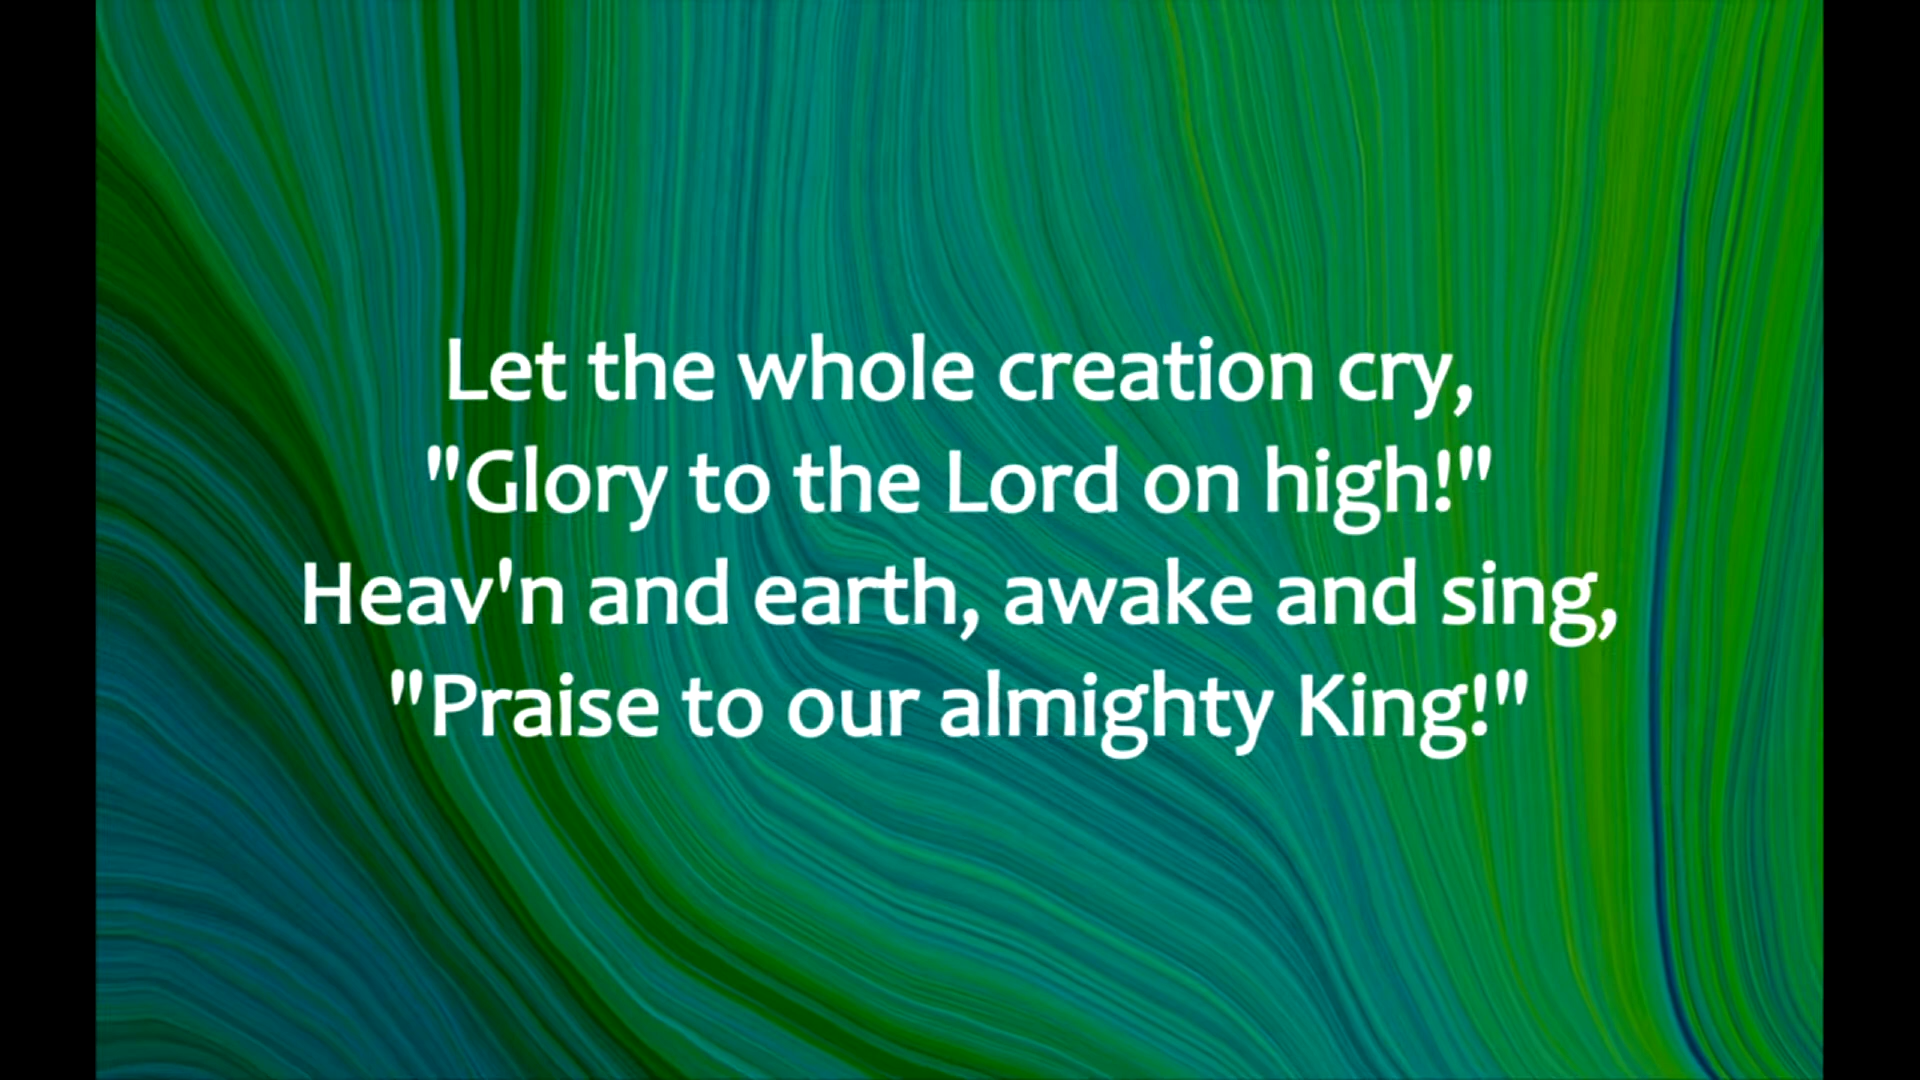 Let the whole creation cry,
"Glory to the Lord on high!"
Heav'n and earth, awake and sing,
"Praise to our almighty King!"